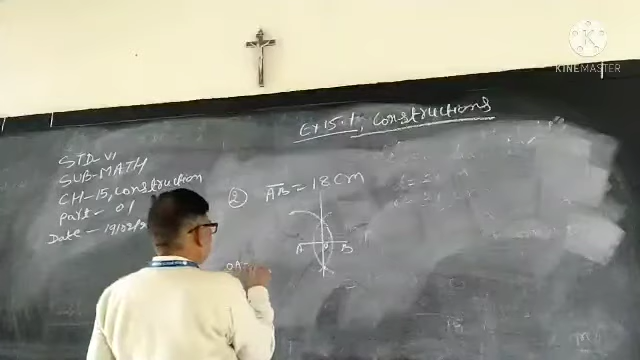 KINEMASTER
Ex 15.1, Constructions
STD-VI
SUB-MATH
CH-15, Construction
Part- 01
Date - 19/02/
② AB = 18 CM
A O B
OA=